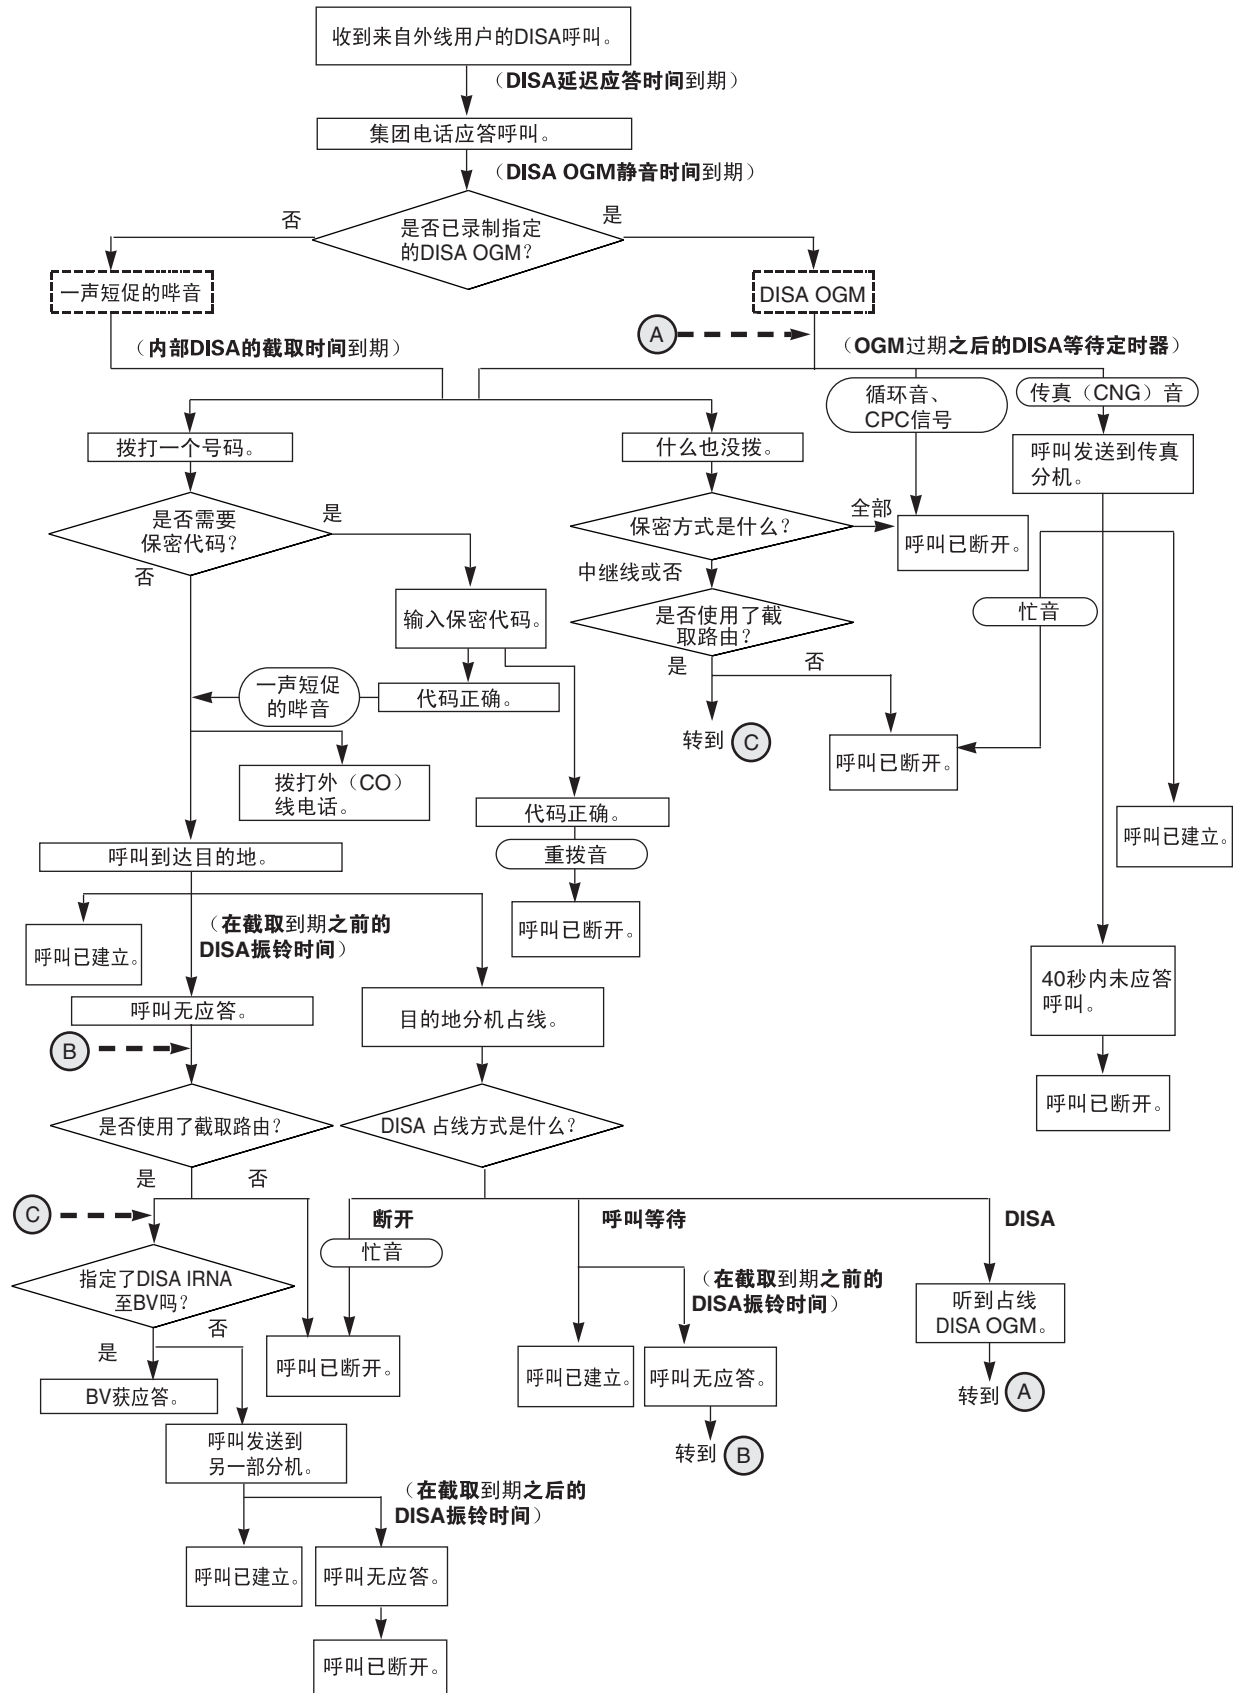 收到来自外线用户的DISA呼叫。
（DISA延迟应答时间到期）
集团电话应答呼叫。
（DISA OGM静音时间到期）
否
是否已录制指定
的DISA OGM？
是
一声短促的哔音
DISA OGM
A
（内部DISA的截取时间到期）
（OGM过期之后的DISA等待定时器）
循环音、
CPC信号
传真（CNG）音
拨打一个号码。
什么也没拨。
呼叫发送到传真
分机。
是否需要
保密代码？
是
否
保密方式是什么？
全部
呼叫已断开。
中继线或否
输入保密代码。
是否使用了截
取路由？
忙音
是
否
一声短促
的哔音
代码正确。
转到
C
呼叫已断开。
拨打外（CO）
线电话。
代码正确。
呼叫已建立。
呼叫到达目的地。
重拨音
（在截取到期之前的
DISA振铃时间）
呼叫已断开。
呼叫已建立。
40秒内未应答
呼叫。
呼叫无应答。
目的地分机占线。
B
呼叫已断开。
是否使用了截取路由？
DISA 占线方式是什么？
是
否
C
断开
呼叫等待
DISA
忙音
指定了DISA IRNA
至BV吗？
（在截取到期之前的
DISA振铃时间）
听到占线
DISA OGM。
否
是
呼叫已断开。
呼叫已建立。
呼叫无应答。
BV获应答。
转到
A
呼叫发送到
另一部分机。
转到
B
（在截取到期之后的
DISA振铃时间）
呼叫已建立。
呼叫无应答。
呼叫已断开。